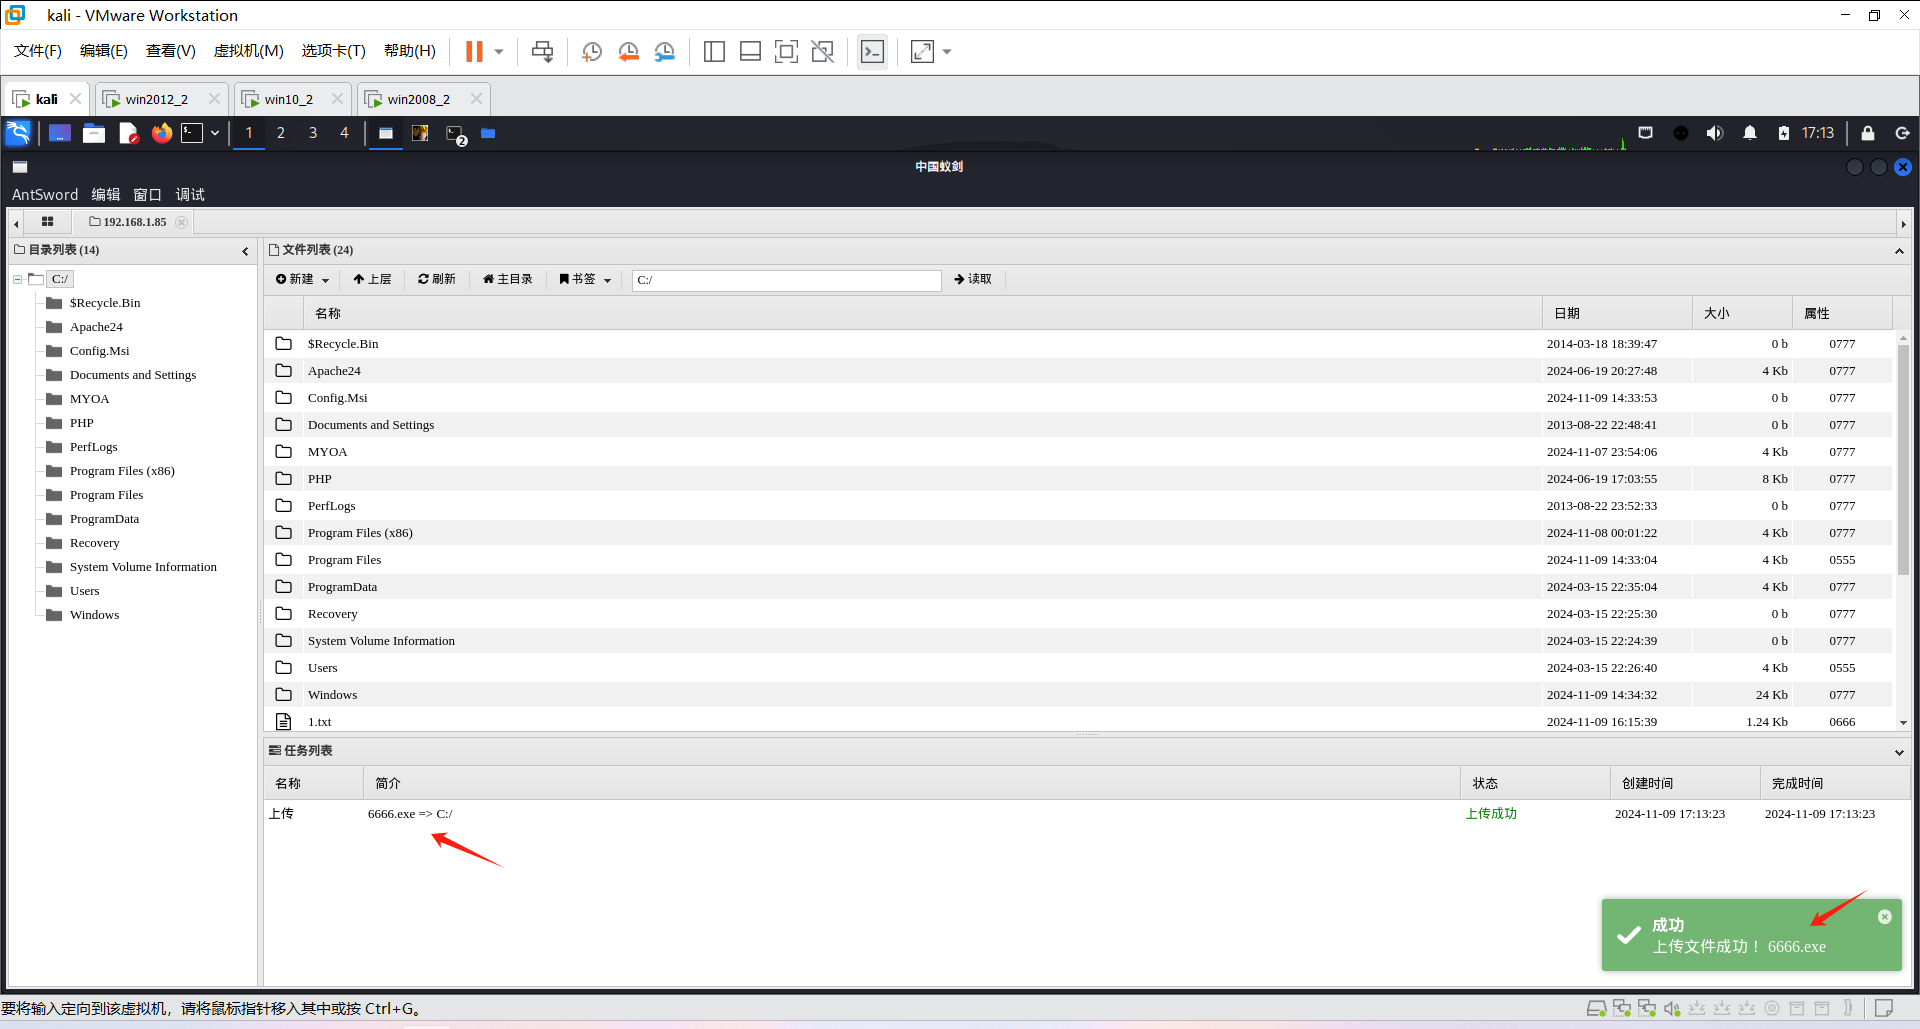 kali - VMware Workstation
文件(F) 编辑(E) 查看(V) 虚拟机(M) 选项卡(T) 帮助(H)
kali win2012_2 win10_2 win2008_2
1 2 3 4 2 17:13
中国蚁剑
AntSword 编辑 窗口 调试
192.168.1.85
目录列表 (14)
C:/
$Recycle.Bin
Apache24
Config.Msi
Documents and Settings
MYOA
PHP
PerfLogs
Program Files (x86)
Program Files
ProgramData
Recovery
System Volume Information
Users
Windows
文件列表 (24)
新建 上层 刷新 主目录 书签 C:/ 读取
名称 日期 大小 属性
$Recycle.Bin 2014-03-18 18:39:47 0 b 0777
Apache24 2024-06-19 20:27:48 4 Kb 0777
Config.Msi 2024-11-09 14:33:53 0 b 0777
Documents and Settings 2013-08-22 22:48:41 0 b 0777
MYOA 2024-11-07 23:54:06 4 Kb 0777
PHP 2024-06-19 17:03:55 8 Kb 0777
PerfLogs 2013-08-22 23:52:33 0 b 0777
Program Files (x86) 2024-11-08 00:01:22 4 Kb 0777
Program Files 2024-11-09 14:33:04 4 Kb 0555
ProgramData 2024-03-15 22:35:04 4 Kb 0777
Recovery 2024-03-15 22:25:30 0 b 0777
System Volume Information 2024-03-15 22:24:39 0 b 0777
Users 2024-03-15 22:26:40 4 Kb 0555
Windows 2024-11-09 14:34:32 24 Kb 0777
1.txt 2024-11-09 16:15:39 1.24 Kb 0666
任务列表
名称 简介 状态 创建时间 完成时间
上传 6666.exe => C:/ 上传成功 2024-11-09 17:13:23 2024-11-09 17:13:23
成功
上传文件成功！ 6666.exe
要将输入定向到该虚拟机，请将鼠标指针移入其中或按 Ctrl+G。